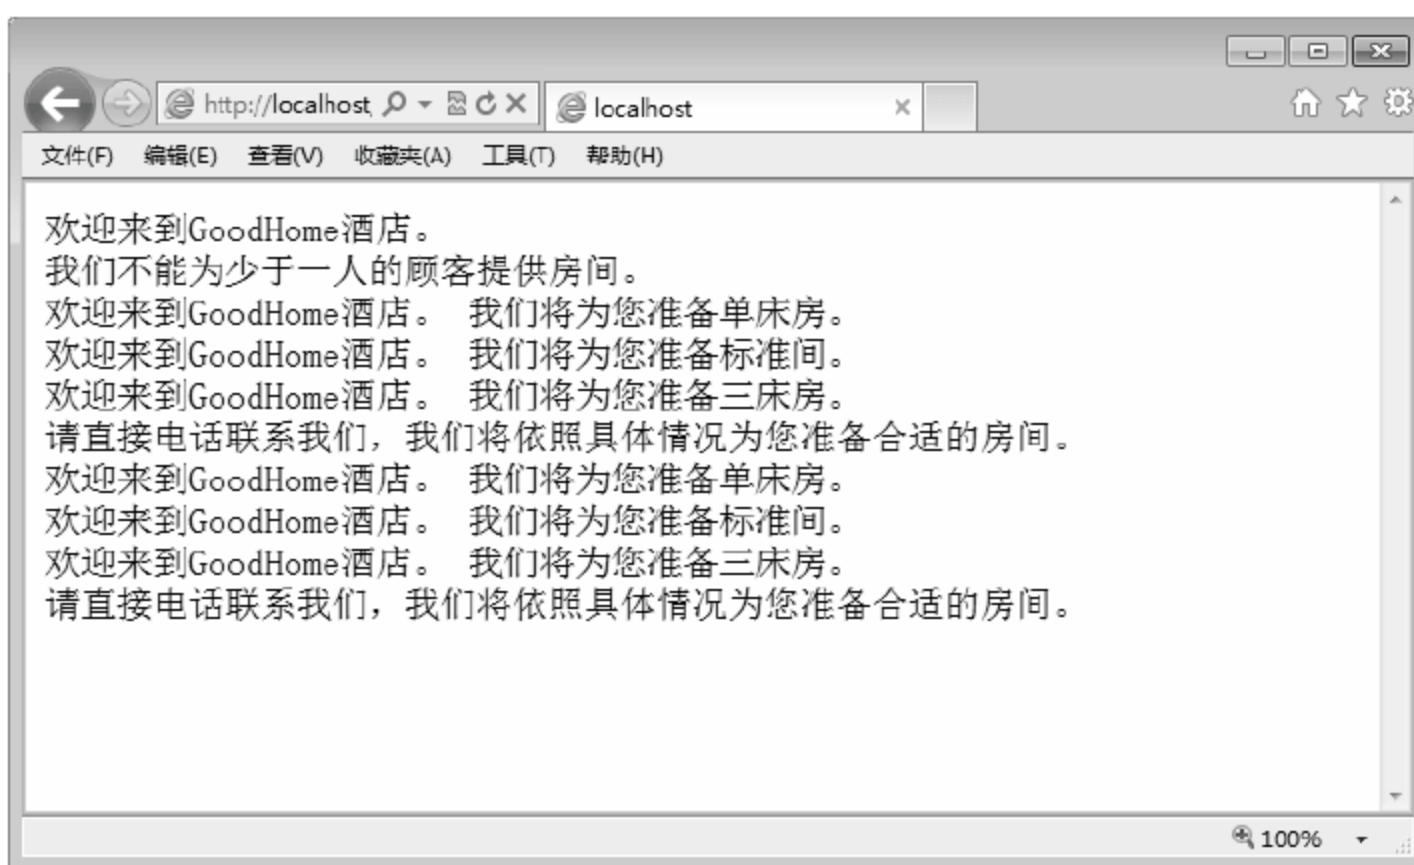 http://localhost
localhost
文件(F) 编辑(E) 查看(V) 收藏夹(A) 工具(T) 帮助(H)
欢迎来到GoodHome酒店。
我们不能为少于一人的顾客提供房间。
欢迎来到GoodHome酒店。 我们将为您准备单床房。
欢迎来到GoodHome酒店。 我们将为您准备标准间。
欢迎来到GoodHome酒店。 我们将为您准备三床房。
请直接电话联系我们，我们将依照具体情况为您准备合适的房间。
欢迎来到GoodHome酒店。 我们将为您准备单床房。
欢迎来到GoodHome酒店。 我们将为您准备标准间。
欢迎来到GoodHome酒店。 我们将为您准备三床房。
请直接电话联系我们，我们将依照具体情况为您准备合适的房间。
100%